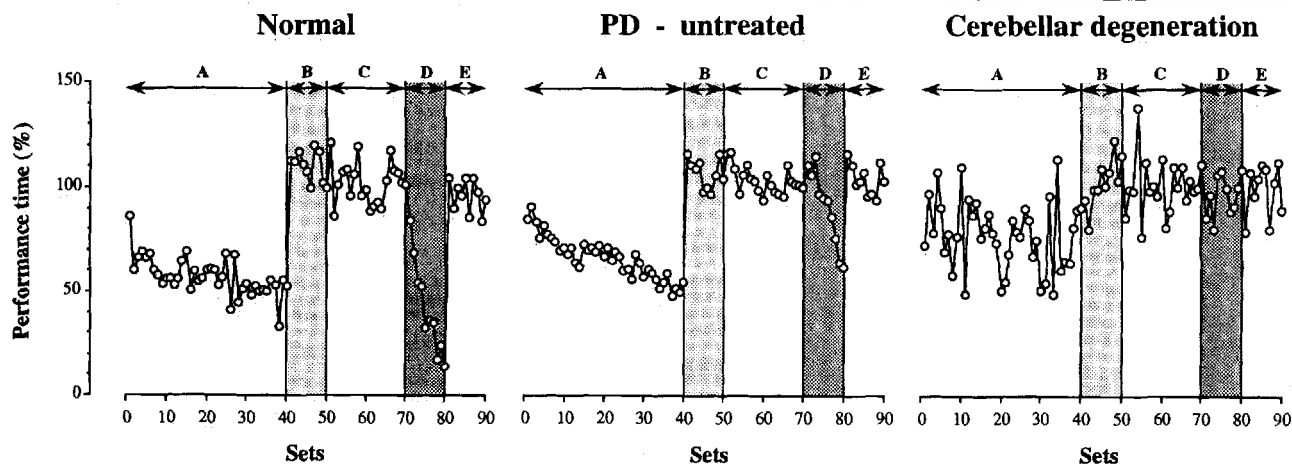 Normal
PD - untreated
Cerebellar degeneration
Performance time (%)
150
100
50
0
A B C D E
0 10 20 30 40 50 60 70 80 90
Sets
A B C D E
0 10 20 30 40 50 60 70 80 90
Sets
A B C D E
0 10 20 30 40 50 60 70 80 90
Sets